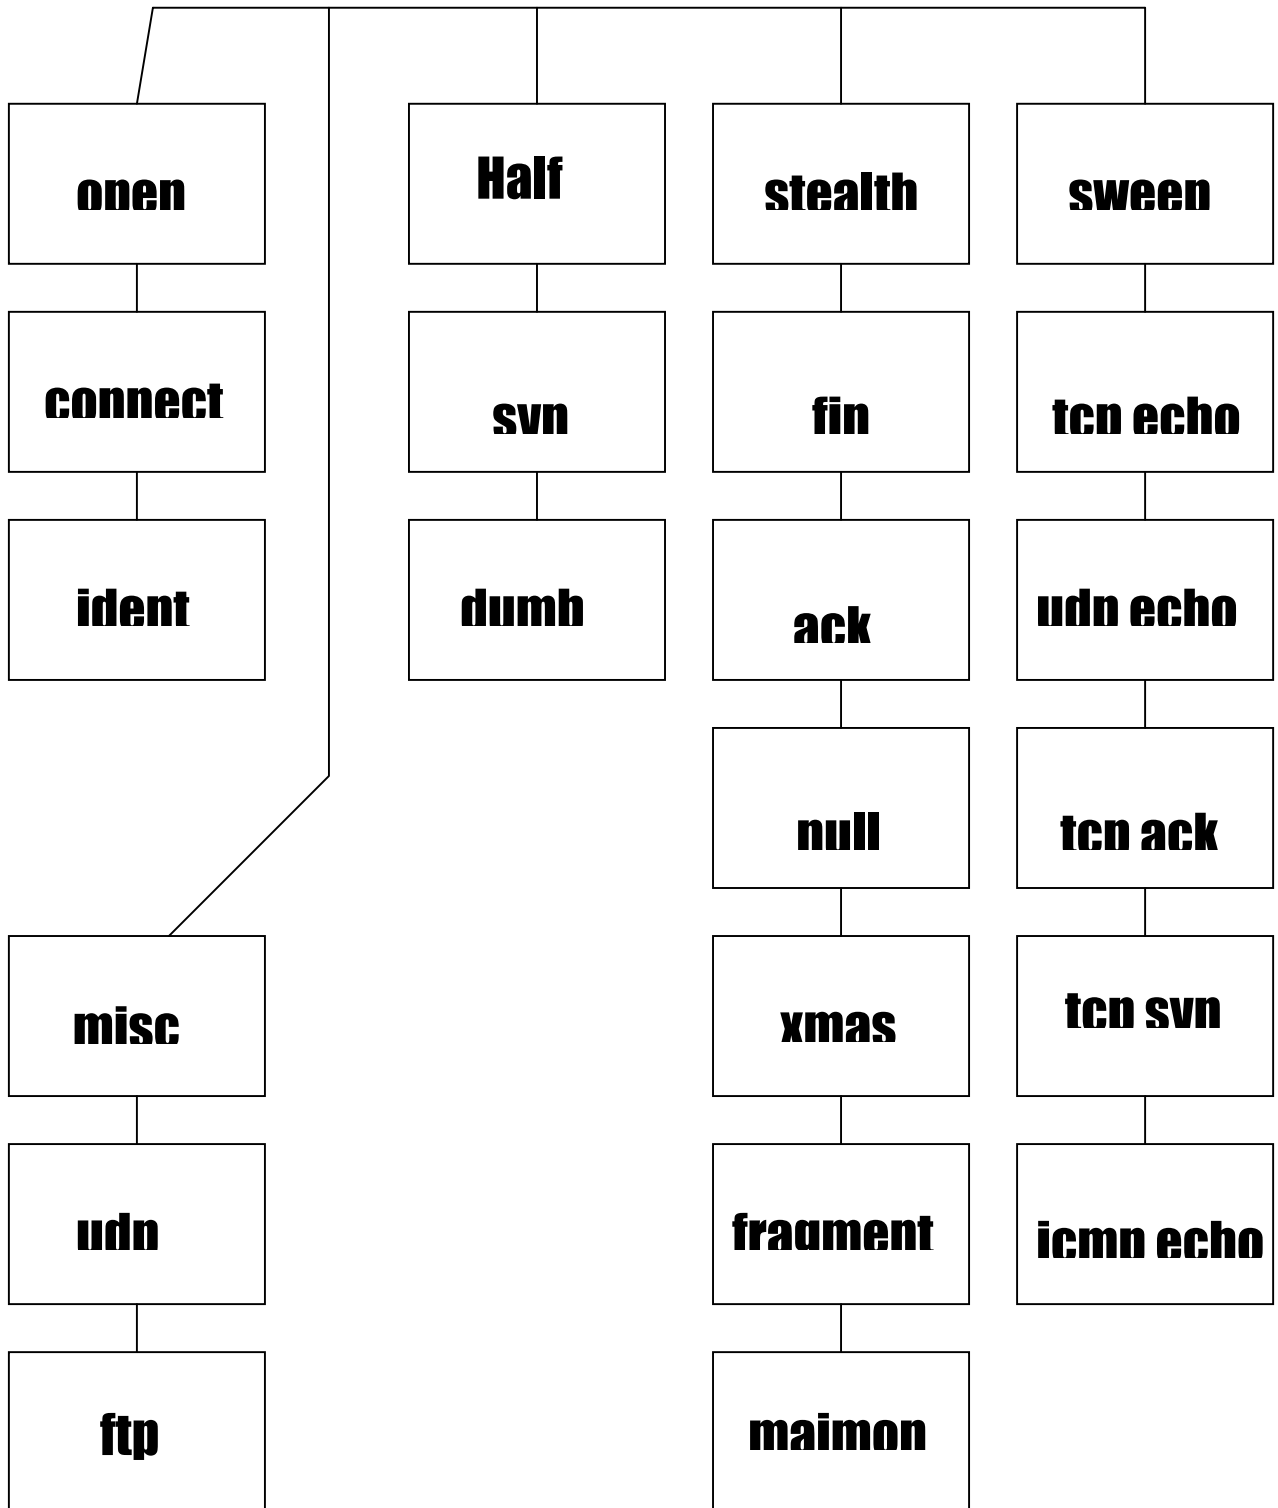 open
Half
stealth
sweep
connect
syn
fin
tcp echo
ident
dumb
ack
udp echo
null
tcp ack
misc
xmas
tcp syn
udp
fragment
icmp echo
ftp
maimon